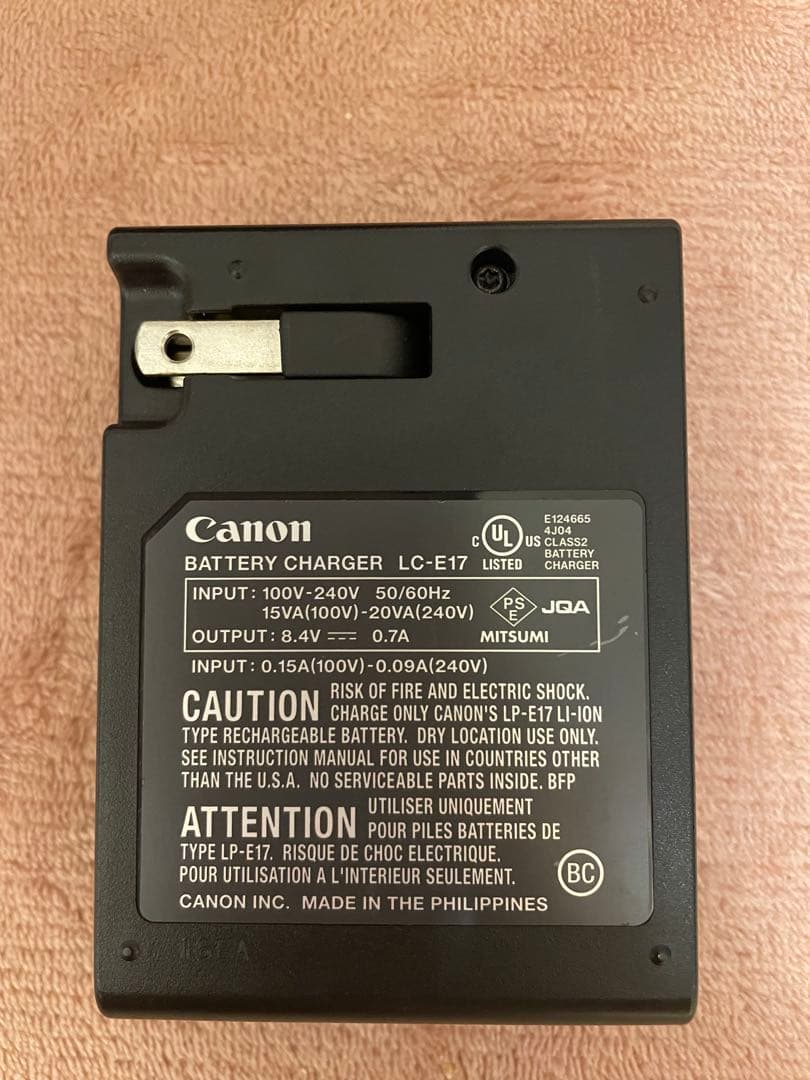 Canon
BATTERY CHARGER LC-E17
C UL US
LISTED
E124665
4J04
CLASS2
BATTERY
CHARGER
INPUT: 100V-240V 50/60Hz
15VA(100V)-20VA(240V)
OUTPUT: 8.4V ⎓ 0.7A
PS
E
JQA
MITSUMI
INPUT: 0.15A(100V)-0.09A(240V)
CAUTION RISK OF FIRE AND ELECTRIC SHOCK.
CHARGE ONLY CANON'S LP-E17 LI-ION
TYPE RECHARGEABLE BATTERY. DRY LOCATION USE ONLY.
SEE INSTRUCTION MANUAL FOR USE IN COUNTRIES OTHER
THAN THE U.S.A. NO SERVICEABLE PARTS INSIDE. BFP
ATTENTION UTILISER UNIQUEMENT
POUR PILES BATTERIES DE
TYPE LP-E17. RISQUE DE CHOC ELECTRIQUE.
POUR UTILISATION A L'INTERIEUR SEULEMENT.
BC
CANON INC. MADE IN THE PHILIPPINES